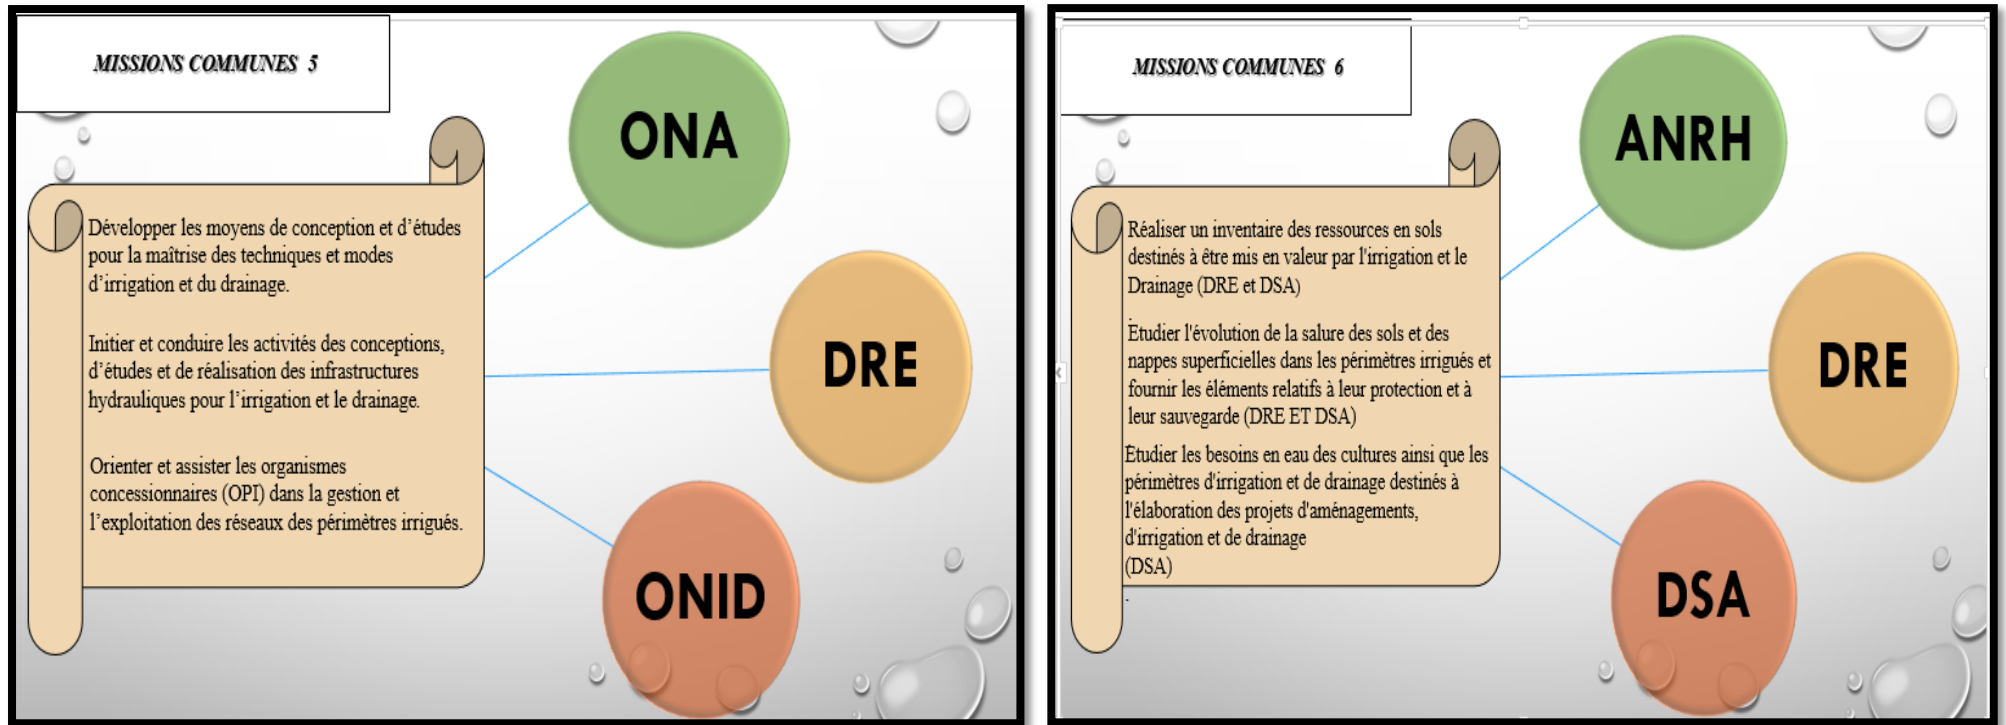 MISSIONS COMMUNES 5
ONA
Développer les moyens de conception et d’études
pour la maîtrise des techniques et modes
d’irrigation et du drainage.
Initier et conduire les activités des conceptions,
d’études et de réalisation des infrastructures
hydrauliques pour l’irrigation et le drainage.
Orienter et assister les organismes
concessionnaires (OPI) dans la gestion et
l’exploitation des réseaux des périmètres irrigués.
DRE
ONID
MISSIONS COMMUNES 6
ANRH
Réaliser un inventaire des ressources en sols
destinés à être mis en valeur par l'irrigation et le
Drainage (DRE et DSA)
.
Etudier l'évolution de la salure des sols et des
nappes superficielles dans les périmètres irrigués et
fournir les éléments relatifs à leur protection et à
leur sauvegarde (DRE ET DSA)
.
Etudier les besoins en eau des cultures ainsi que les
périmètres d'irrigation et de drainage destinés à
l'élaboration des projets d'aménagements,
d'irrigation et de drainage
(DSA)
.
DRE
DSA